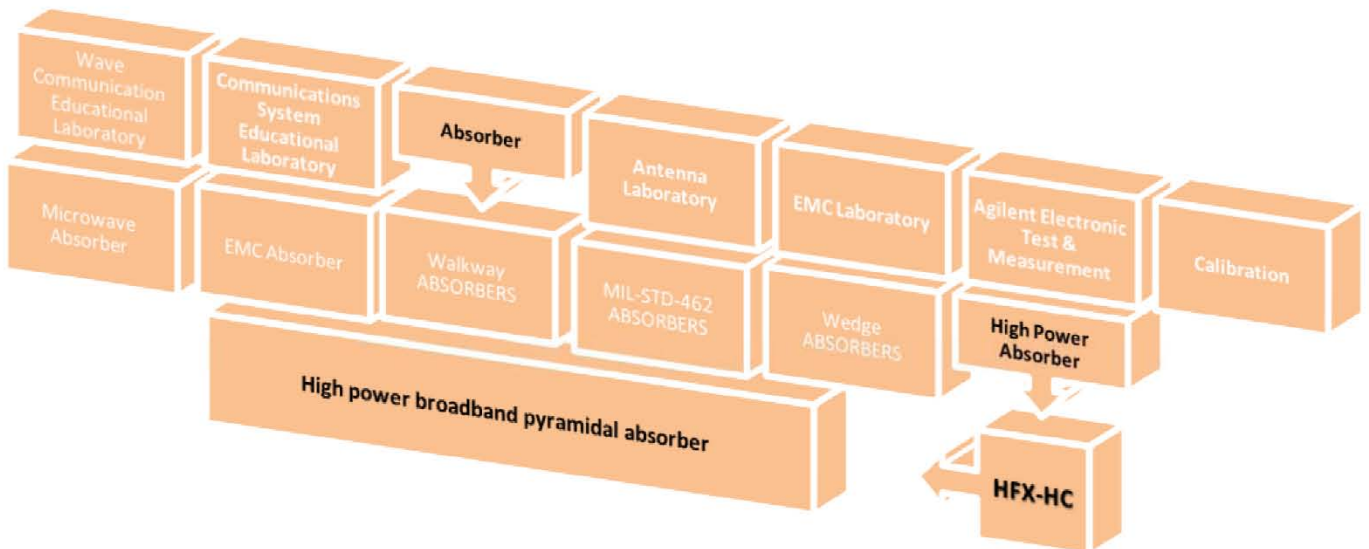 Wave
Communication
Educational
Laboratory
Communications
System
Educational
Laboratory
Absorber
Antenna
Laboratory
EMC Laboratory
Agilent Electronic
Test &
Measurement
Calibration
Microwave
Absorber
EMC Absorber
Walkway
ABSORBERS
MIL-STD-462
ABSORBERS
Wedge
ABSORBERS
High Power
Absorber
High power broadband pyramidal absorber
HFX-HC